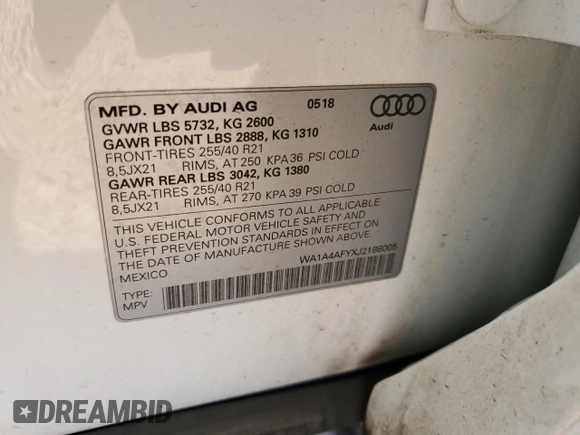 MFD. BY AUDI AG 0518
GVWR LBS 5732, KG 2600
GAWR FRONT LBS 2888, KG 1310
FRONT-TIRES 255/40 R21
8,5JX21 RIMS, AT 250 KPA 36 PSI COLD
GAWR REAR LBS 3042, KG 1380
REAR-TIRES 255/40 R21
8,5JX21 RIMS, AT 270 KPA 39 PSI COLD
Audi
THIS VEHICLE CONFORMS TO ALL APPLICABLE
U.S. FEDERAL MOTOR VEHICLE SAFETY AND
THEFT PREVENTION STANDARDS IN EFFECT ON
THE DATE OF MANUFACTURE SHOWN ABOVE
MEXICO
WA1A4AFYXJ2188005
TYPE:
MPV
DREAMBID